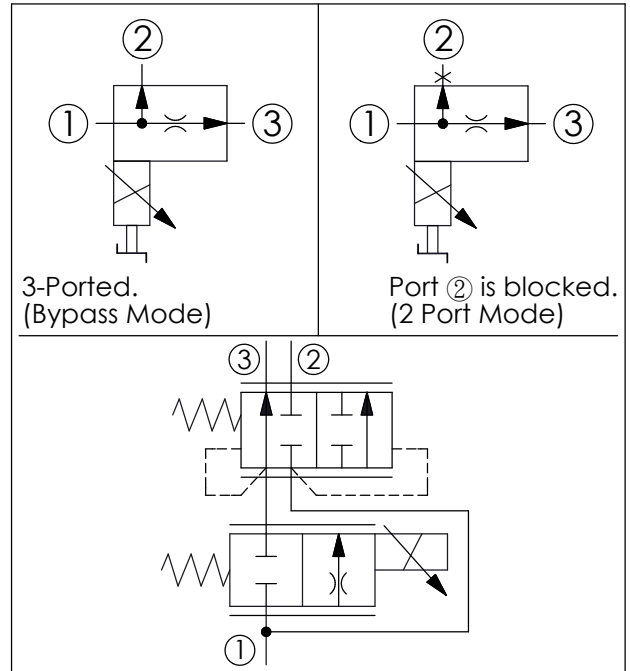 ②
②
① ③
① ③
3-Ported.
(Bypass Mode)
Port ② is blocked.
(2 Port Mode)
③ ②
①